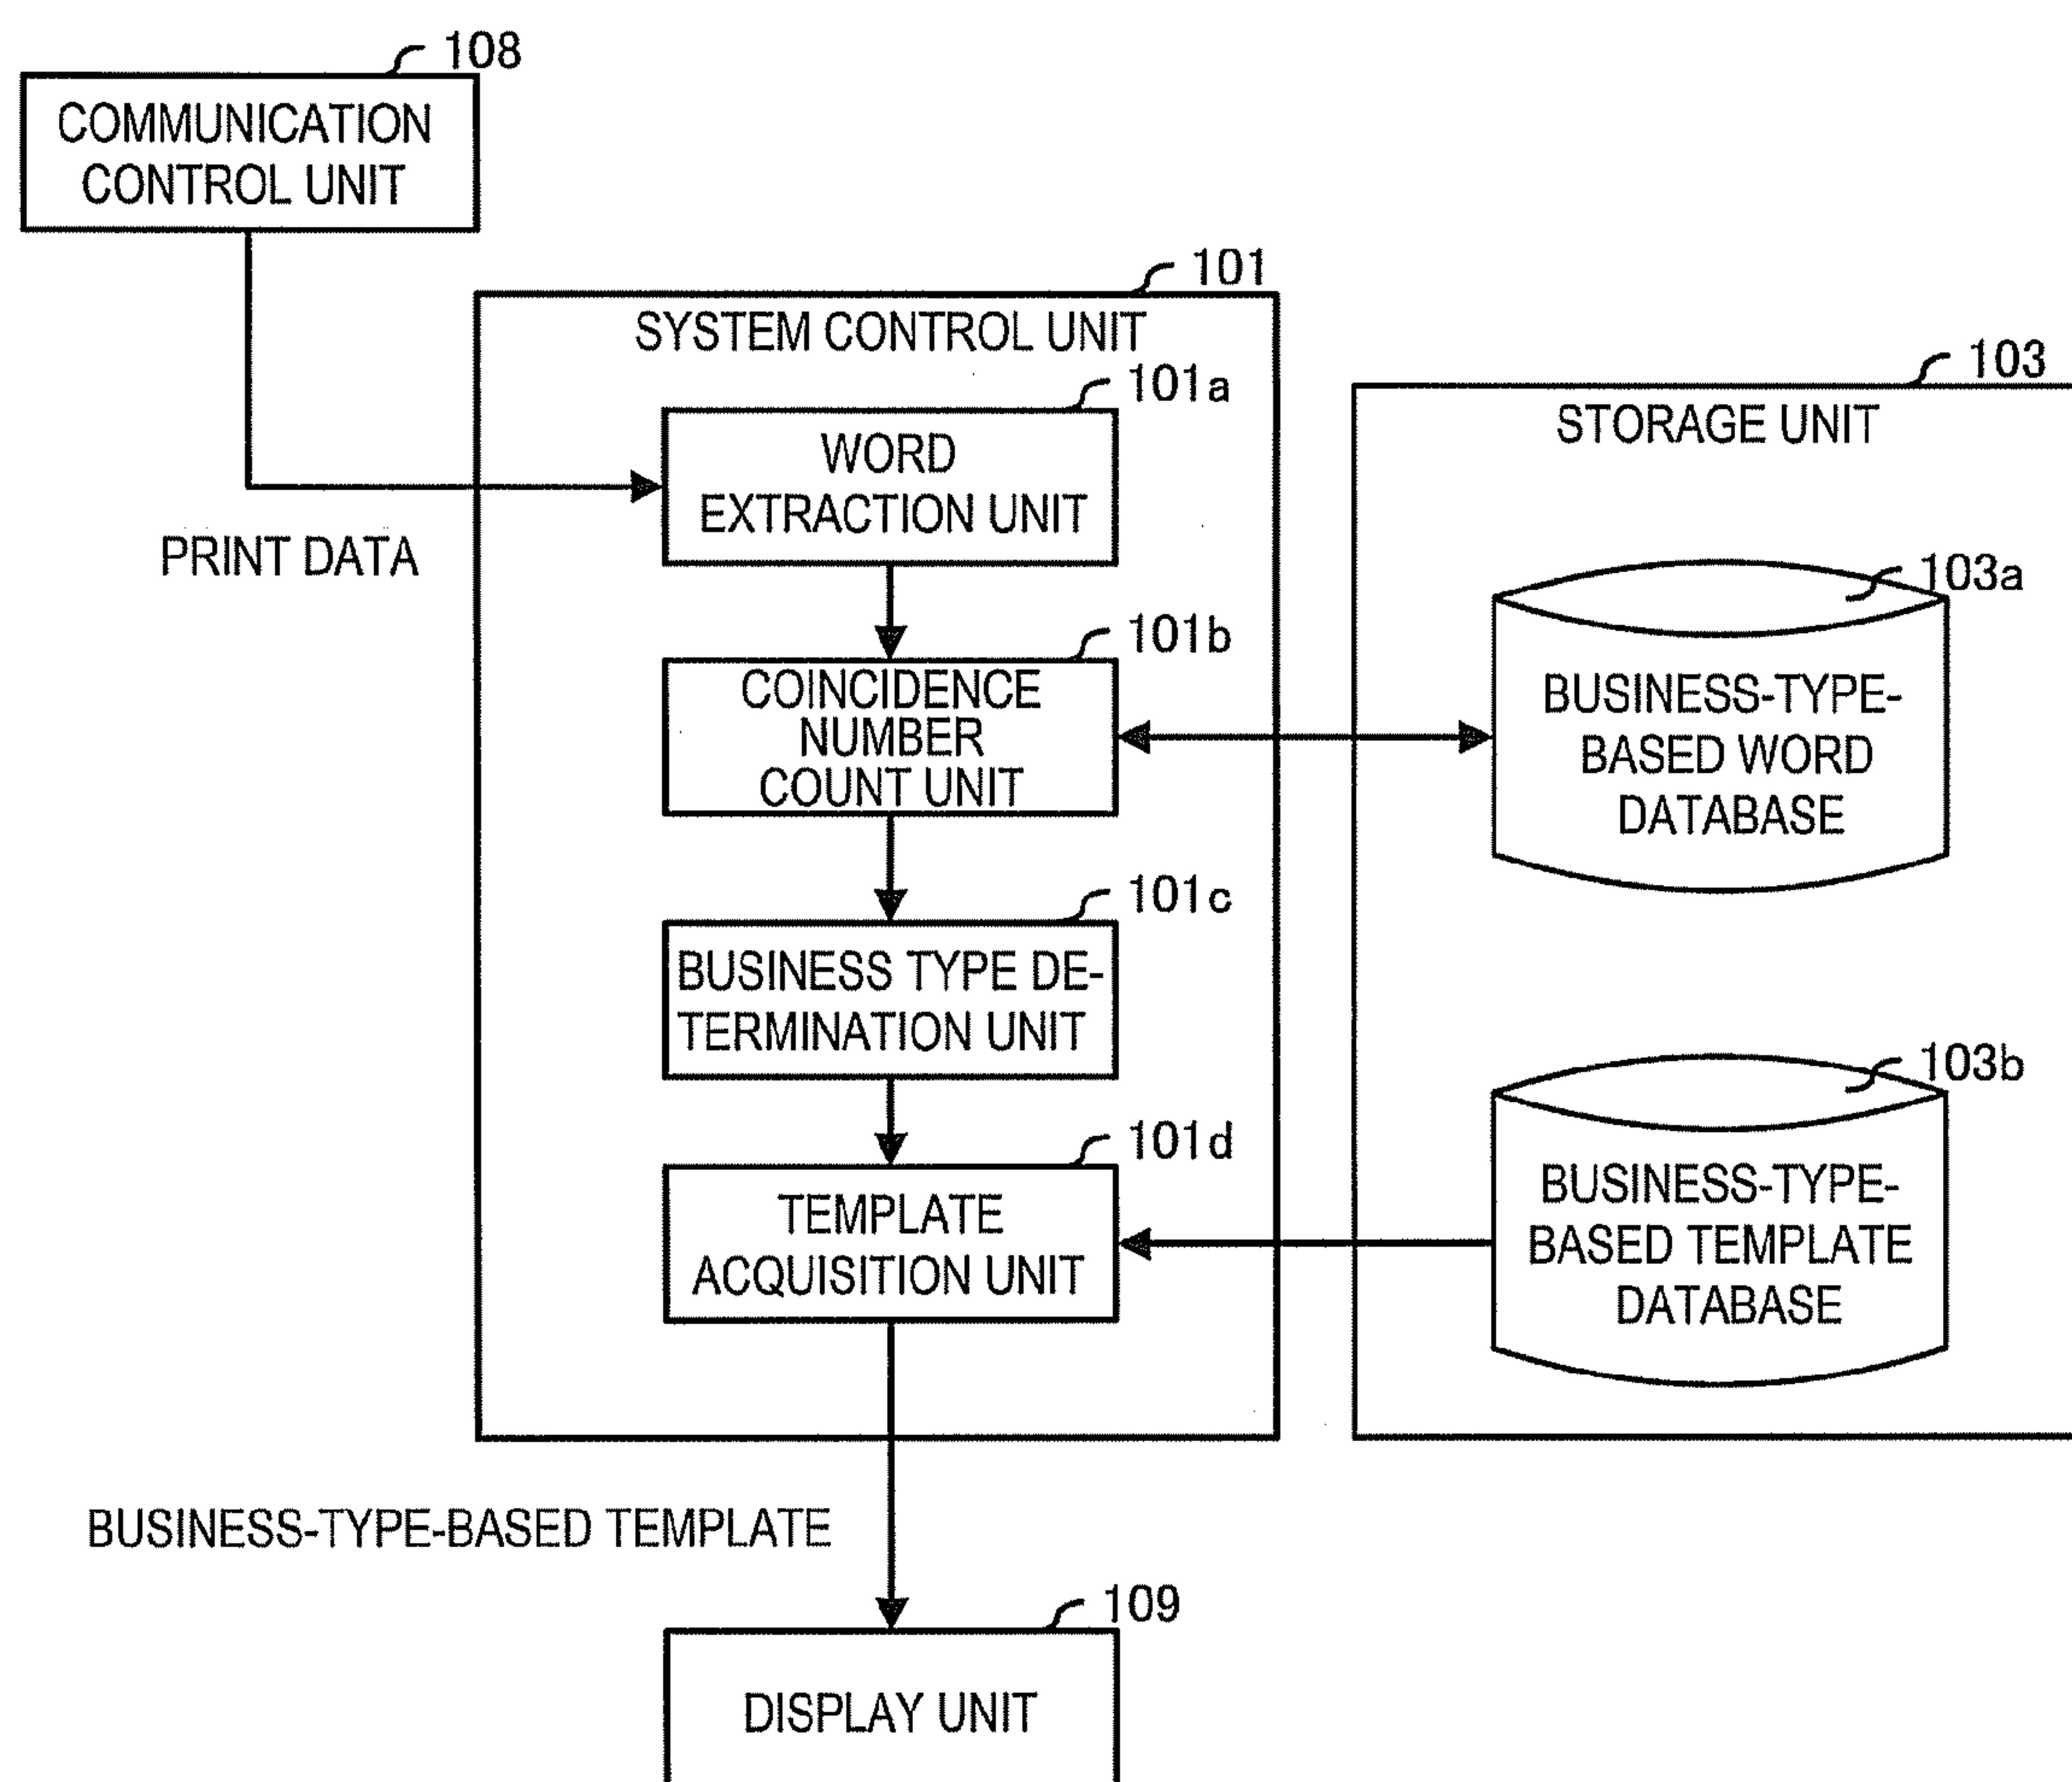 108
COMMUNICATION
CONTROL UNIT
101
SYSTEM CONTROL UNIT
103
STORAGE UNIT
101a
WORD
EXTRACTION UNIT
PRINT DATA
103a
BUSINESS-TYPE-
BASED WORD
DATABASE
101b
COINCIDENCE
NUMBER
COUNT UNIT
101c
BUSINESS TYPE DE-
TERMINATION UNIT
103b
BUSINESS-TYPE-
BASED TEMPLATE
DATABASE
101d
TEMPLATE
ACQUISITION UNIT
BUSINESS-TYPE-BASED TEMPLATE
109
DISPLAY UNIT